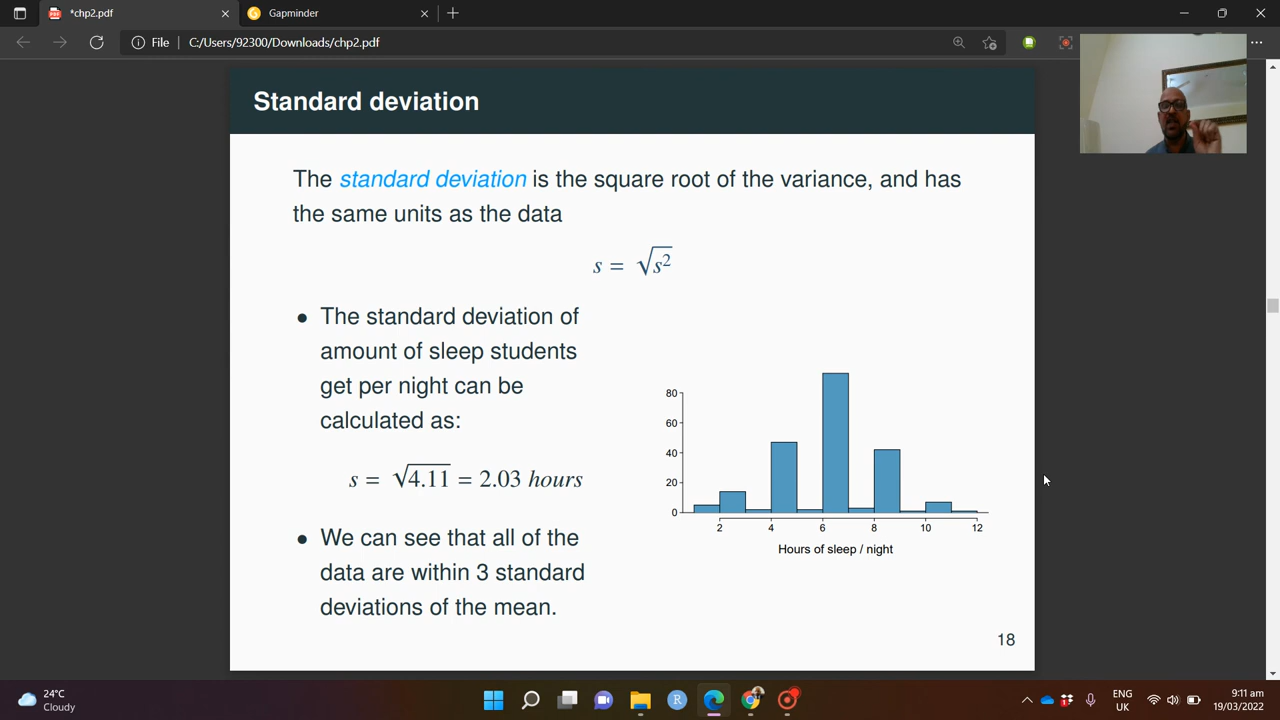 *chp2.pdf
Gapminder
File
C:/Users/92300/Downloads/chp2.pdf
Standard deviation
The standard deviation is the square root of the variance, and has
the same units as the data
s = √s²
• The standard deviation of
amount of sleep students
get per night can be
calculated as:
s = √4.11 = 2.03 hours
• We can see that all of the
data are within 3 standard
deviations of the mean.
80
60
40
20
0
2 4 6 8 10 12
Hours of sleep / night
18
24°C
Cloudy
R
ENG
UK
9:11 am
19/03/2022